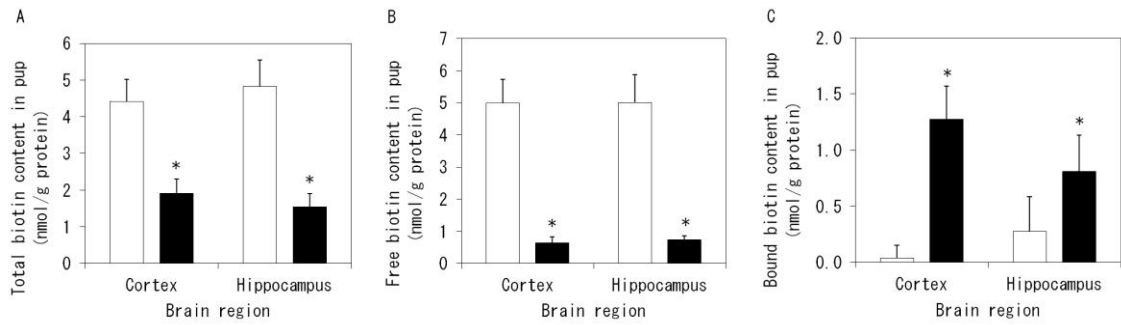 A
Total biotin content in pup
(nmol/g protein)
6
5
4
3
2
1
0
*
*
Cortex
Hippocampus
Brain region
B
Free biotin content in pup
(nmol/g protein)
7
6
5
4
3
2
1
0
*
*
Cortex
Hippocampus
Brain region
C
Bound biotin content in pup
(nmol/g protein)
2.0
1.5
1.0
0.5
0.0
*
*
Cortex
Hippocampus
Brain region